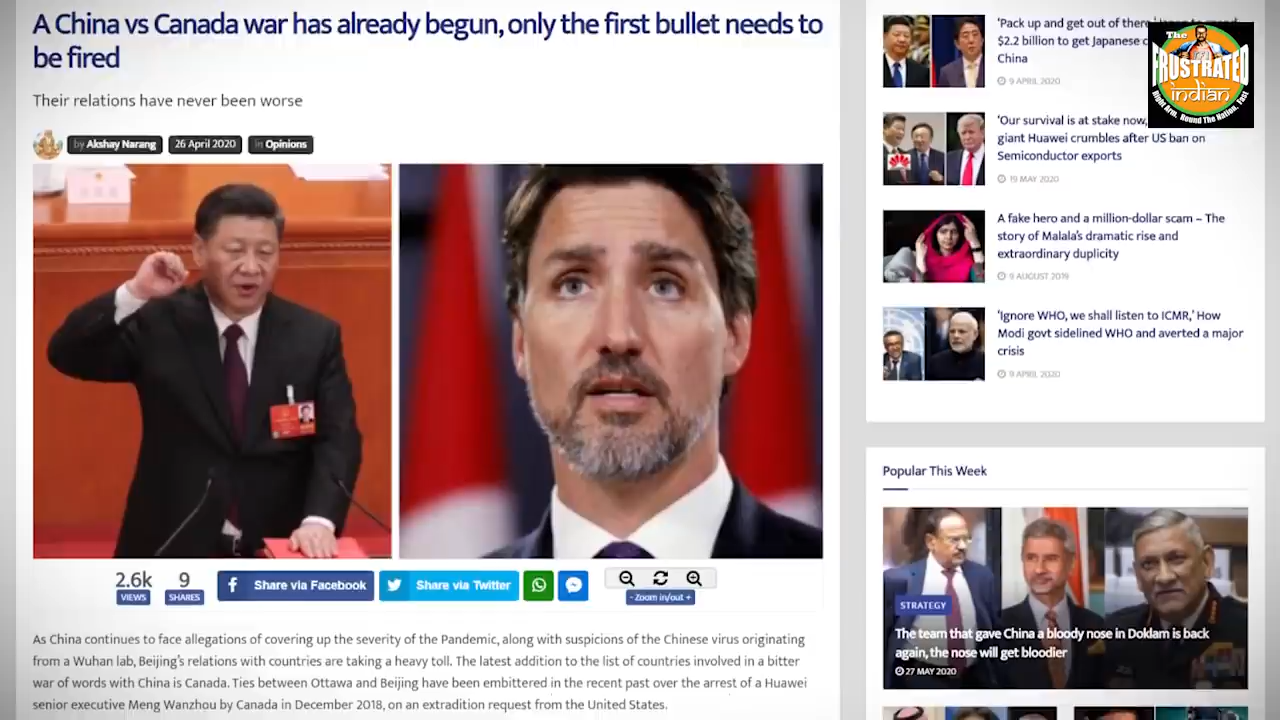 A China vs Canada war has already begun, only the first bullet needs to
be fired
Their relations have never been worse
by Akshay Narang
26 April 2020
in Opinions
2.6k
VIEWS
9
SHARES
Share via Facebook
Share via Twitter
- Zoom in/out +
As China continues to face allegations of covering up the severity of the Pandemic, along with suspicions of the Chinese virus originating
from a Wuhan lab, Beijing's relations with countries are taking a heavy toll. The latest addition to the list of countries involved in a bitter
war of words with China is Canada. between Ottawa and Beijing have been embittered in the recent past over the arrest of a Huawei
senior executive Meng Wanzhou by Canada in December 2018, on an extradition request from the United States.
'Pack up and get out of there,'
$2.2 billion to get Japanese
China
9 APRIL 2020
'Our survival is at stake now,
giant Huawei crumbles after US ban on
Semiconductor exports
19 MAY 2020
A fake hero and a million-dollar scam – The
story of Malala's dramatic rise and
extraordinary duplicity
9 AUGUST 2019
'Ignore WHO, we shall listen to ICMR,' How
Modi govt sidelined WHO and averted a major
crisis
9 APRIL 2020
Popular This Week
STRATEGY
The team that gave China a bloody nose in Doklam is back
again, the nose will get bloodier
27 MAY 2020
The
FRUSTRATED
indian
Right Arm, Round The Nation, Fast